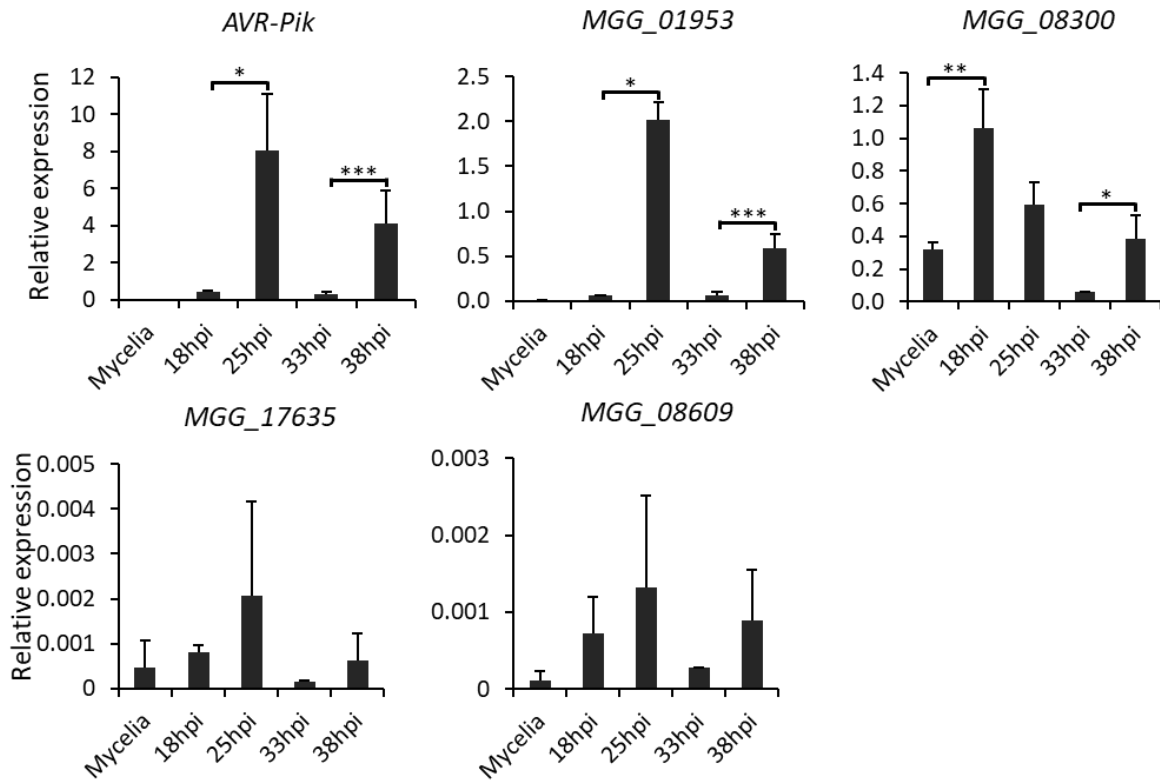 AVR-Pik
MGG_01953
MGG_08300
Relative expression
12
10
8
6
4
2
0
*
***
Mycelia
18hpi
25hpi
33hpi
38hpi
2.5
2.0
1.5
1.0
0.5
0.0
*
***
Mycelia
18hpi
25hpi
33hpi
38hpi
1.4
1.2
1.0
0.8
0.6
0.4
0.2
0.0
**
*
Mycelia
18hpi
25hpi
33hpi
38hpi
MGG_17635
MGG_08609
Relative expression
0.005
0.004
0.003
0.002
0.001
0
Mycelia
18hpi
25hpi
33hpi
38hpi
0.003
0.002
0.001
0
Mycelia
18hpi
25hpi
33hpi
38hpi